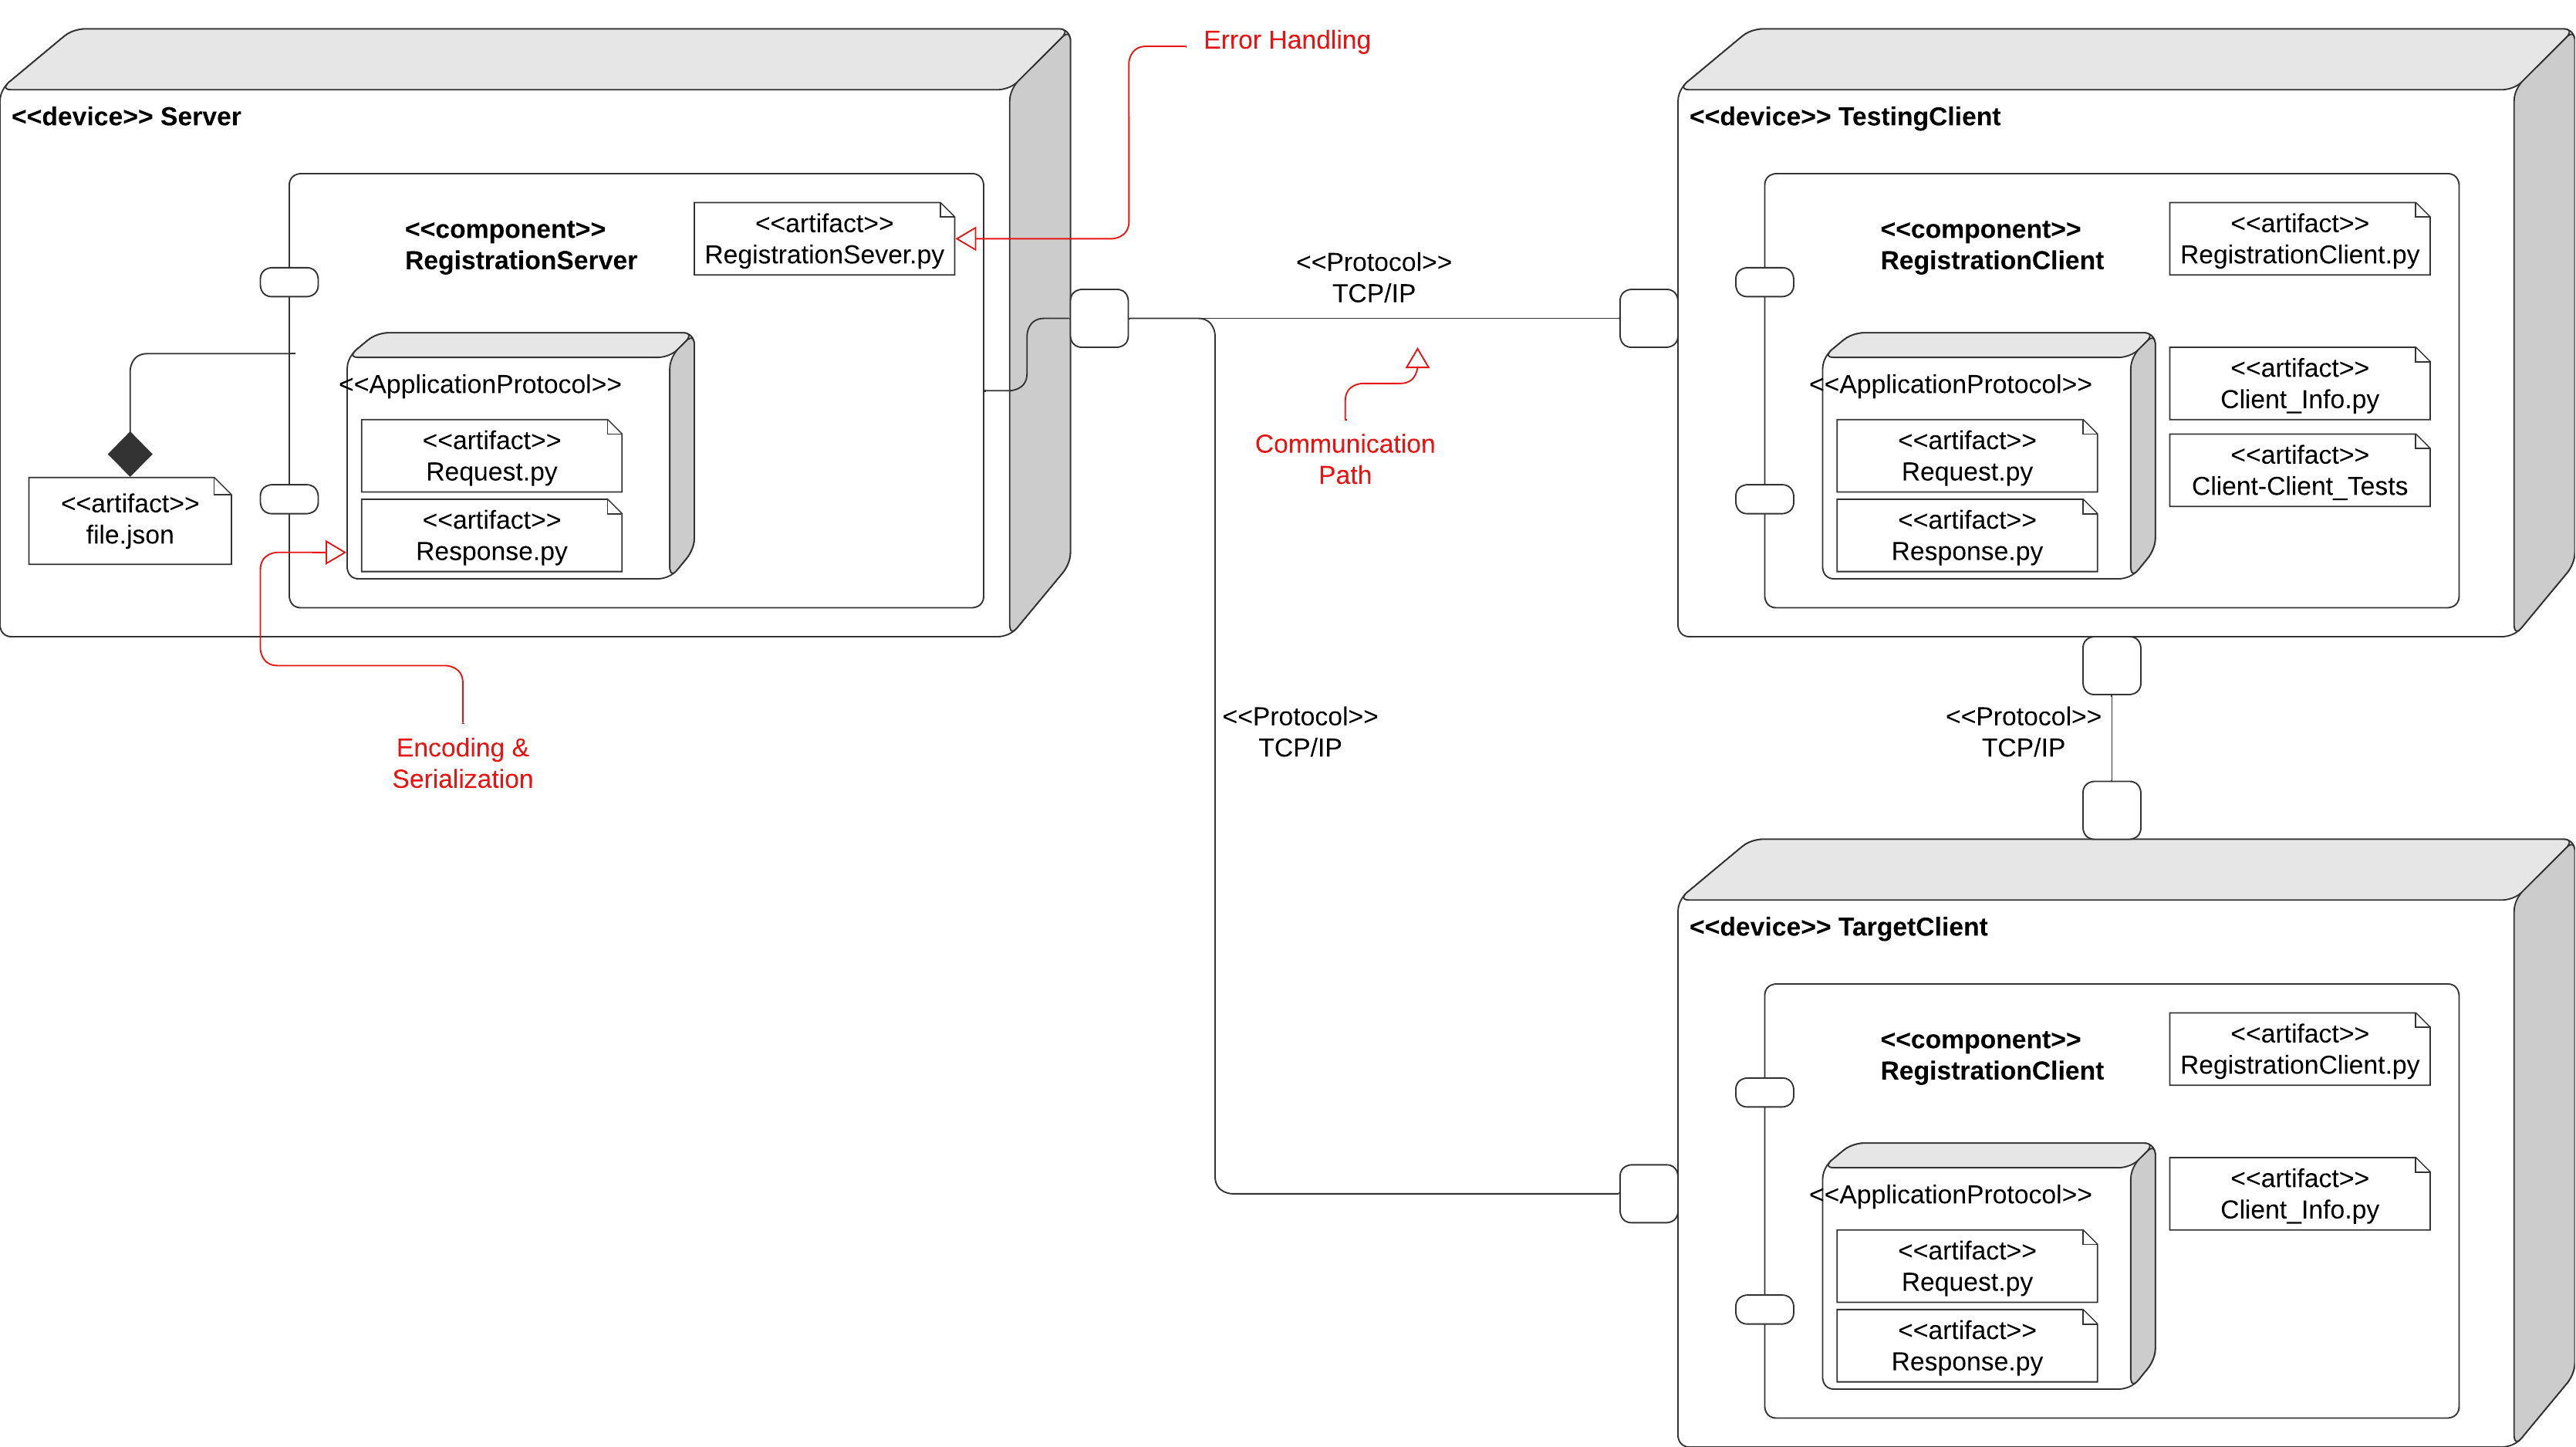 Error Handling
<<device>> Server
<<component>>
RegistrationServer
<<artifact>>
RegistrationSever.py
<<ApplicationProtocol>>
<<artifact>>
Request.py
<<artifact>>
Response.py
<<artifact>>
file.json
Encoding &
Serialization
<<Protocol>>
TCP/IP
Communication
Path
<<Protocol>>
TCP/IP
<<device>> TestingClient
<<component>>
RegistrationClient
<<artifact>>
RegistrationClient.py
<<ApplicationProtocol>>
<<artifact>>
Request.py
<<artifact>>
Response.py
<<artifact>>
Client_Info.py
<<artifact>>
Client-Client_Tests
<<Protocol>>
TCP/IP
<<device>> TargetClient
<<component>>
RegistrationClient
<<artifact>>
RegistrationClient.py
<<ApplicationProtocol>>
<<artifact>>
Request.py
<<artifact>>
Response.py
<<artifact>>
Client_Info.py